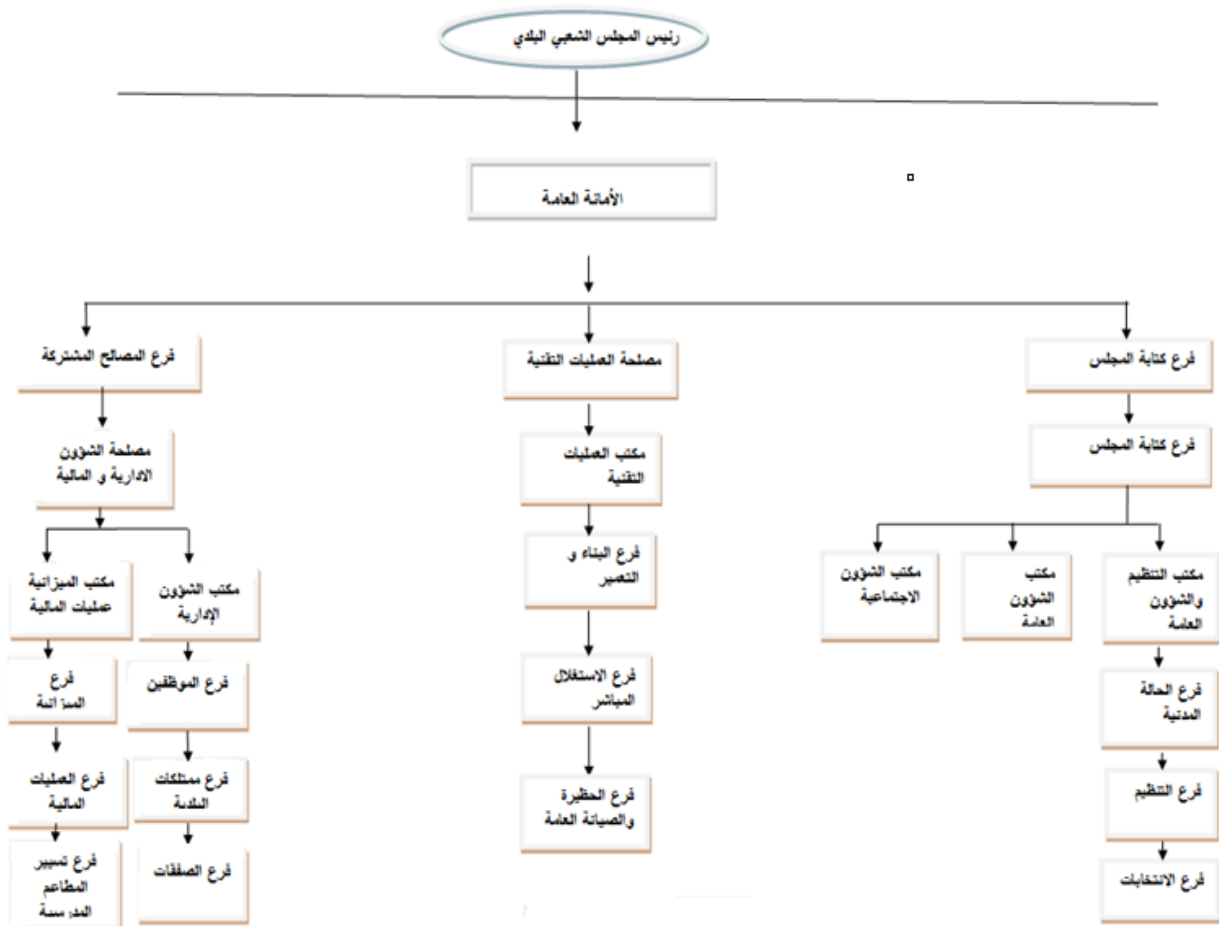 رئيس المجلس الشعبي البلدي
الأمانة العامة
فرع كتابة المجلس
مصلحة العمليات التقنية
فرع المصالح المشتركة
فرع كتابة المجلس
مكتب العمليات
التقنية
مصلحة الشؤون
الادارية و المالية
مكتب التنظيم
والشؤون
العامة
مكتب
الشؤون
العامة
مكتب الشؤون
الاجتماعية
فرع البناء و
التعمير
مكتب الشؤون
الإدارية
مكتب الميزانية
عمليات المالية
فرع الحالة
المدنية
فرع الاستغلال
المباشر
فرع الموظفين
فرع
الميزانية
فرع التنظيم
فرع الحظيرة
والصيانة العامة
فرع ممتلكات
البلدية
فرع العمليات
المالية
فرع الانتخابات
فرع الصفقات
فرع تسيير
المطاعم
المدرسية